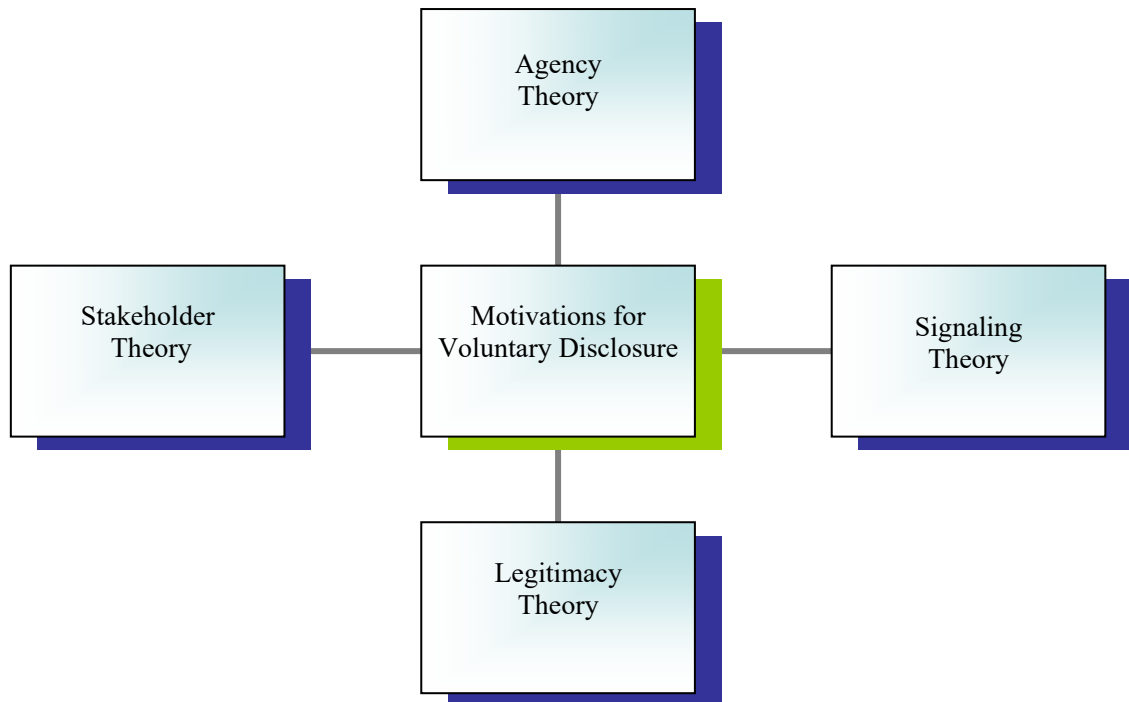 Agency
Theory
Stakeholder
Theory
Motivations for
Voluntary Disclosure
Signaling
Theory
Legitimacy
Theory